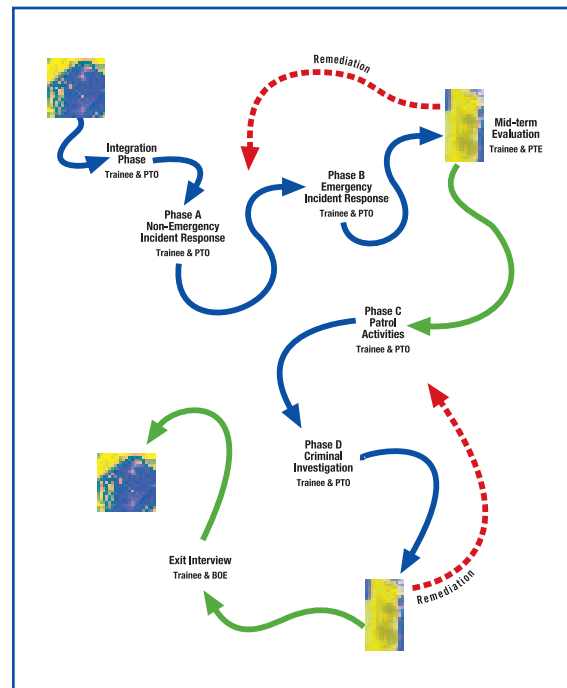 Remediation
Mid-term
Evaluation
Trainee & PTE
Integration
Phase
Trainee & PTO
Phase B
Emergency
Incident Response
Trainee & PTO
Phase A
Non-Emergency
Incident Response
Trainee & PTO
Phase C
Patrol
Activities
Trainee & PTO
Phase D
Criminal
Investigation
Trainee & PTO
Exit Interview
Trainee & BOE
Remediation